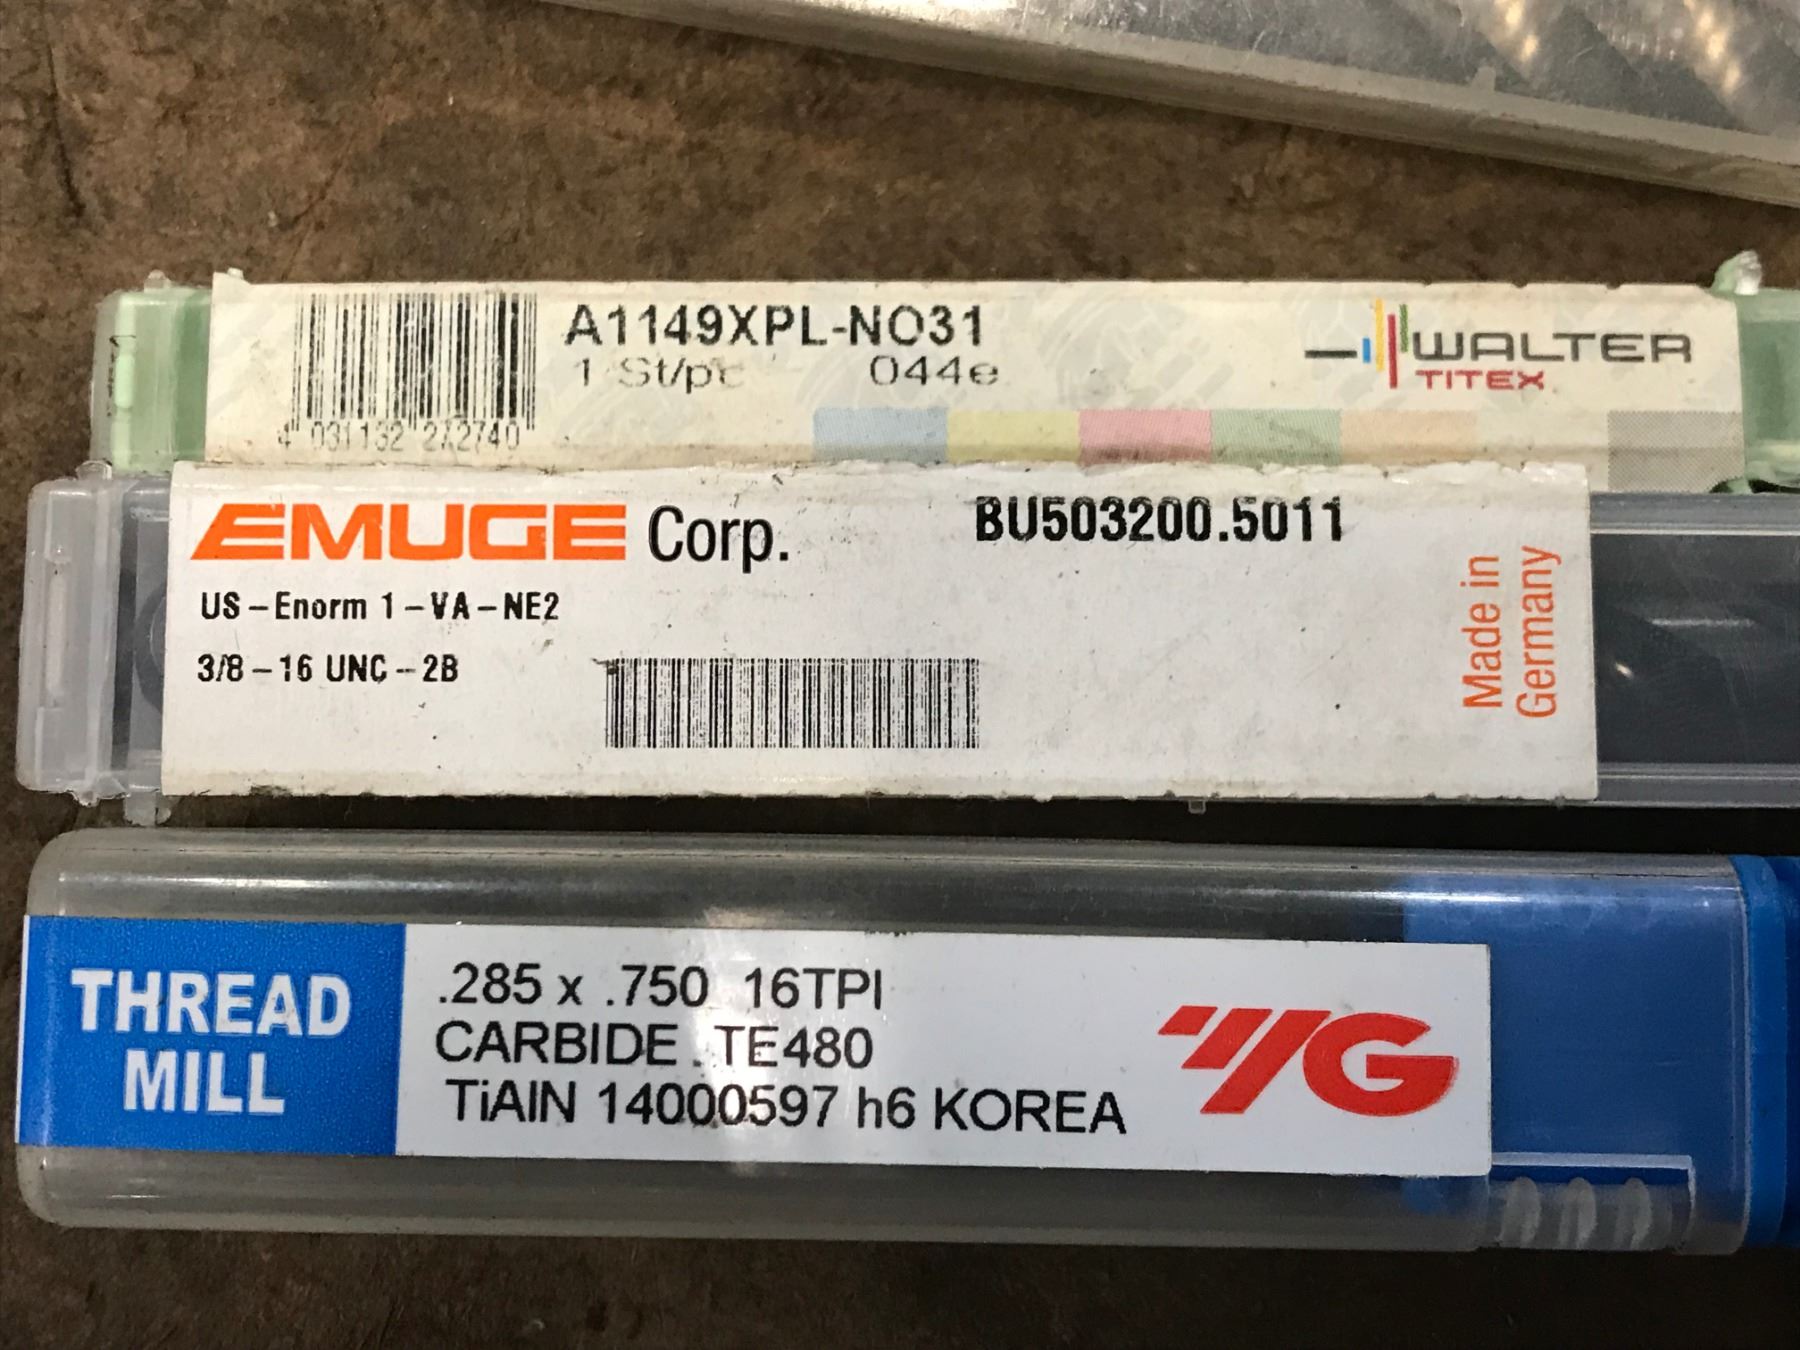 A1149XPL-NO31
1 St/pc 044e
WALTER
TITEX
4 031132 2A2740
EMUGE Corp.
BU503200.5011
US-Enorm 1-VA-NE2
3/8-16 UNC-2B
Made in
Germany
THREAD
MILL
.285 x .750 16TPI
CARBIDE . TE480
TiAlN 14000597 h6 KOREA
YG